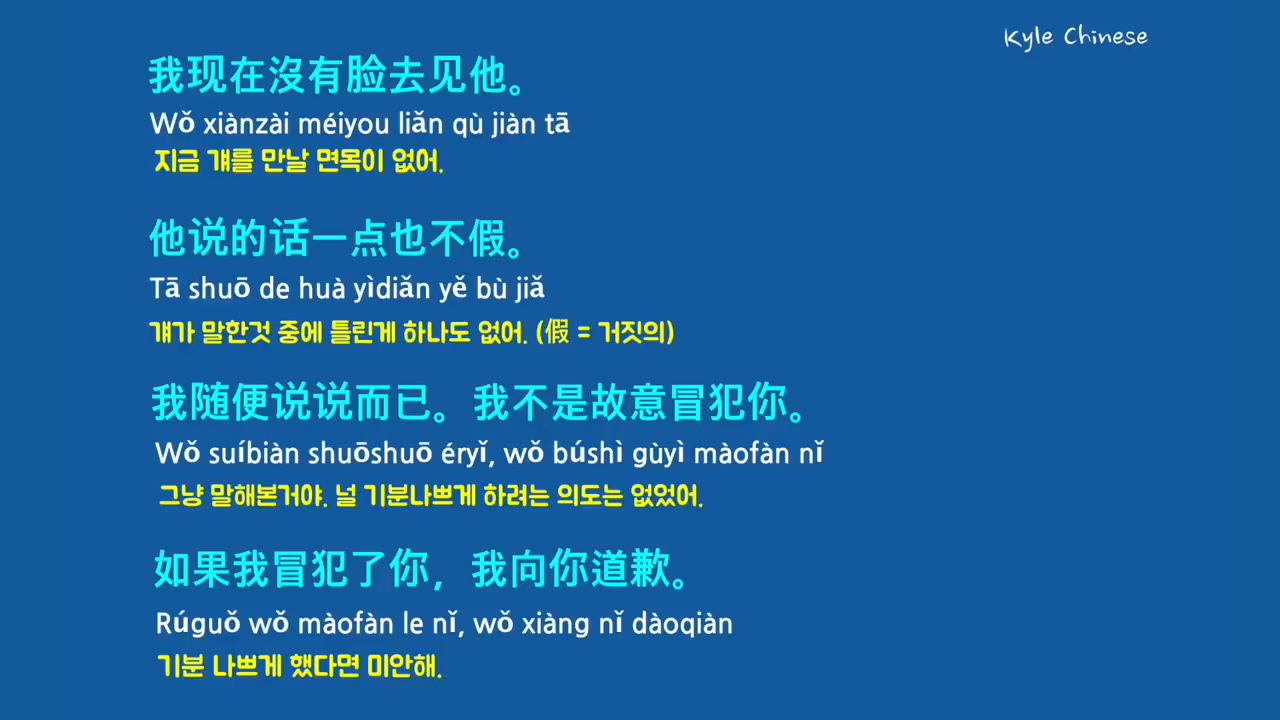 Kyle Chinese
我现在沒有脸去见他。
Wǒ xiànzài méiyou liǎn qù jiàn tā
지금 걔를 만날 면목이 없어.
他说的话一点也不假。
Tā shuō de huà yìdiǎn yě bù jiǎ
걔가 말한것 중에 틀린게 하나도 없어. (假 = 거짓의)
我随便说说而已。我不是故意冒犯你。
Wǒ suíbiàn shuōshuō éryǐ, wǒ búshì gùyì màofàn nǐ
그냥 말해본거야. 널 기분나쁘게 하려는 의도는 없었어.
如果我冒犯了你，我向你道歉。
Rúguǒ wǒ màofàn le nǐ, wǒ xiàng nǐ dàoqiàn
기분 나쁘게 했다면 미안해.